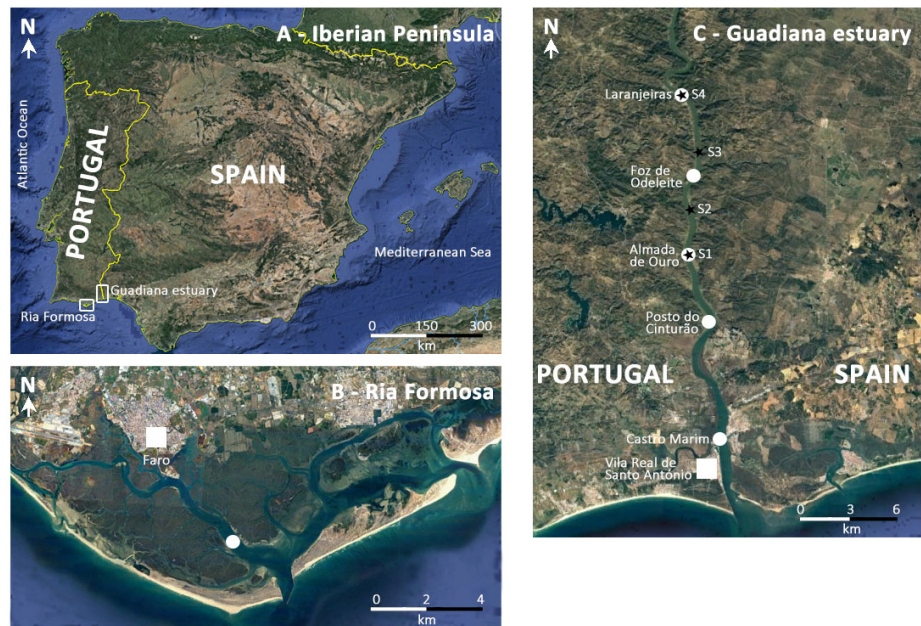 N
A - Iberian Peninsula
Atlantic Ocean
PORTUGAL
SPAIN
Mediterranean Sea
Guadiana estuary
Ria Formosa
0 150 300
km
N
B - Ria Formosa
Faro
0 2 4
km
N
C - Guadiana estuary
Laranjeiras
S4
S3
Foz de
Odeleite
S2
Almada
de Ouro
S1
Posto do
Cinturão
PORTUGAL
SPAIN
Castro Marim
Vila Real de
Santo António
0 3 6
km